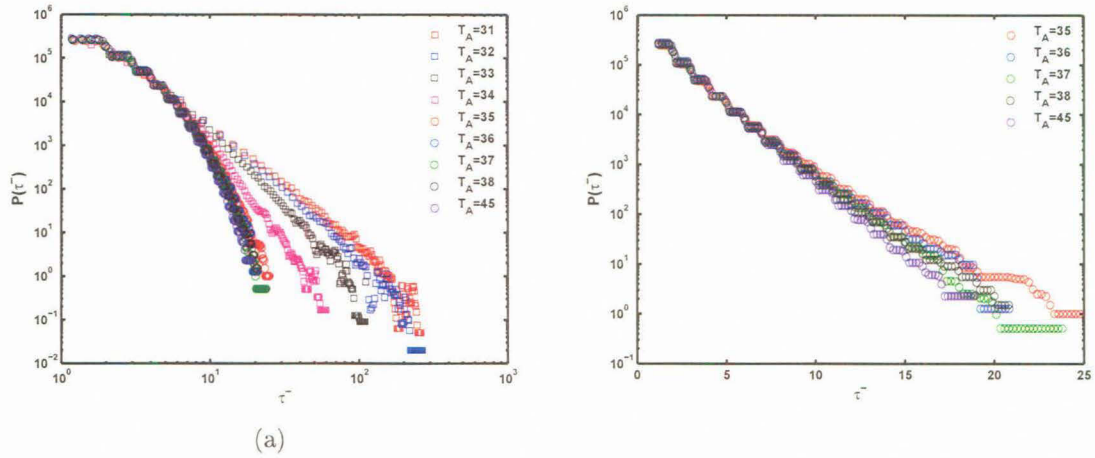 10^6
10^5
10^4
10^3
10^2
10^1
10^0
10^-1
10^-2
P(τ^-)
10^0 10^1 10^2 10^3
τ^-
T_A=31
T_A=32
T_A=33
T_A=34
T_A=35
T_A=36
T_A=37
T_A=38
T_A=45
(a)
10^6
10^5
10^4
10^3
10^2
10^1
10^0
10^-1
P(τ^-)
0 5 10 15 20 25
τ^-
T_A=35
T_A=36
T_A=37
T_A=38
T_A=45